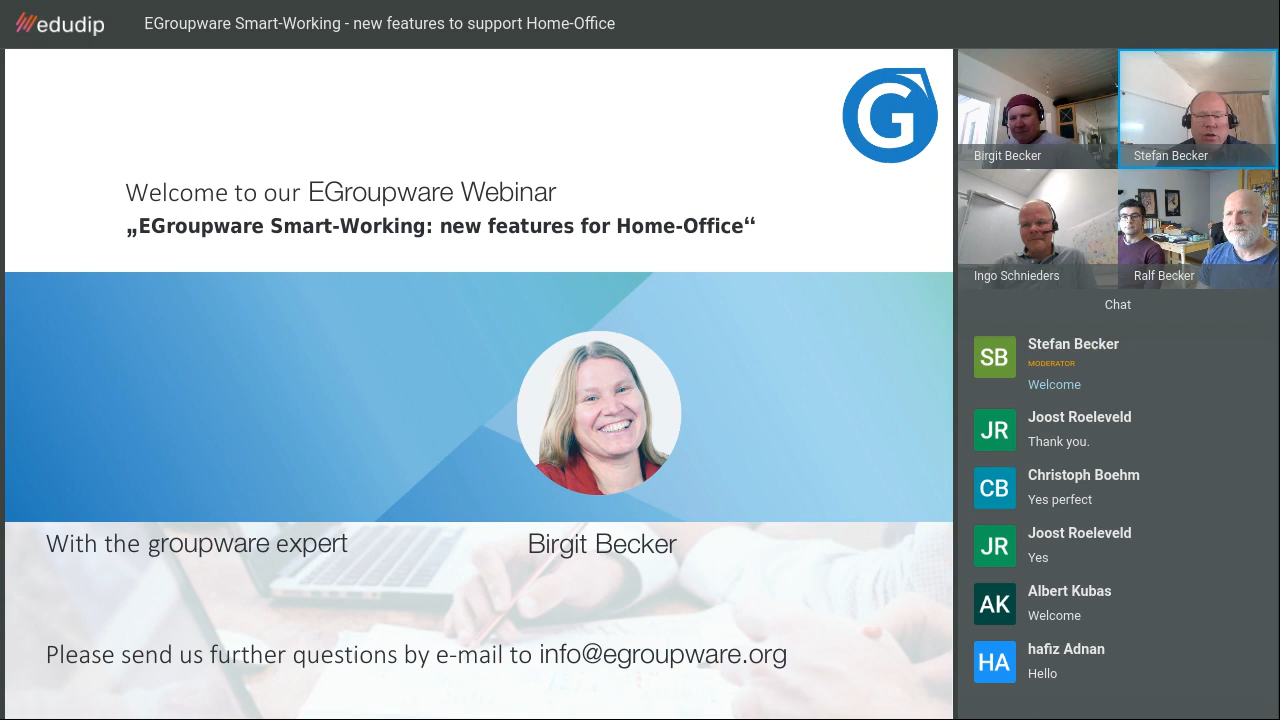 edudip
EGroupware Smart-Working - new features to support Home-Office
G
Welcome to our EGroupware Webinar
„EGroupware Smart-Working: new features for Home-Office“
With the groupware expert
Birgit Becker
Please send us further questions by e-mail to info@egroupware.org
Birgit Becker
Stefan Becker
Ingo Schnieders
Ralf Becker
Chat
SB
Stefan Becker
MODERATOR
Welcome
JR
Joost Roeleveld
Thank you.
CB
Christoph Boehm
Yes perfect
JR
Joost Roeleveld
Yes
AK
Albert Kubas
Welcome
HA
hafiz Adnan
Hello